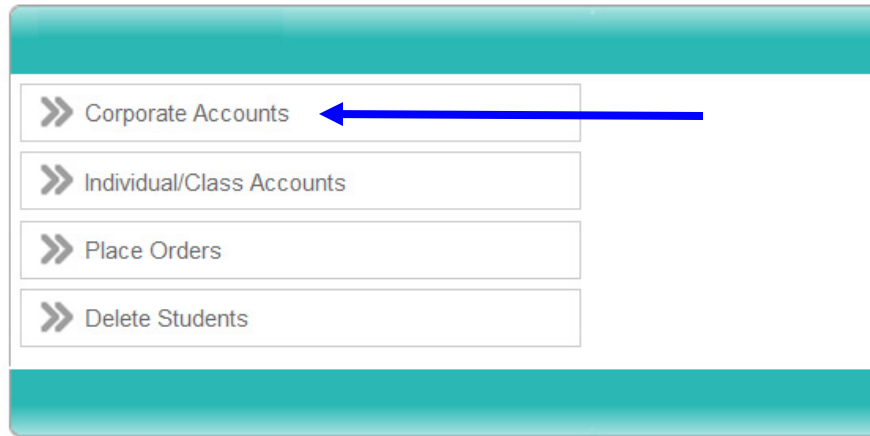 Corporate Accounts
Individual/Class Accounts
Place Orders
Delete Students